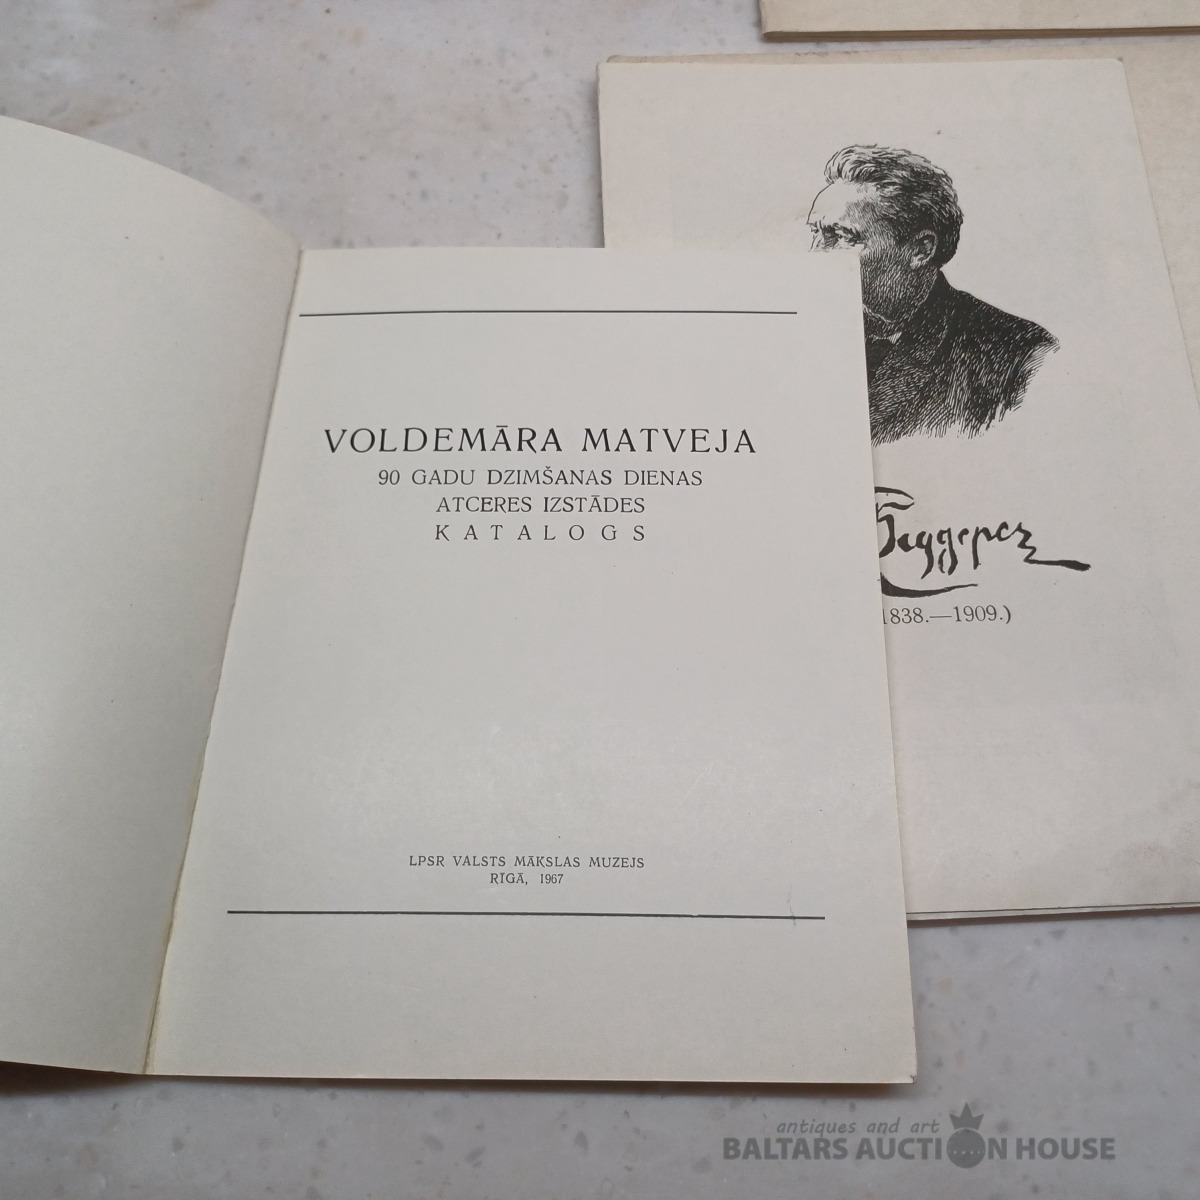 VOLDEMĀRA MATVEJA
90 GADU DZIMŠANAS DIENAS
ATCERES IZSTĀDES
KATALOGS
LPSR VALSTS MĀKSLAS MUZEJS
RĪGĀ, 1967
1838.—1909.)
antiques and art
BALTARS AUCTION HOUSE